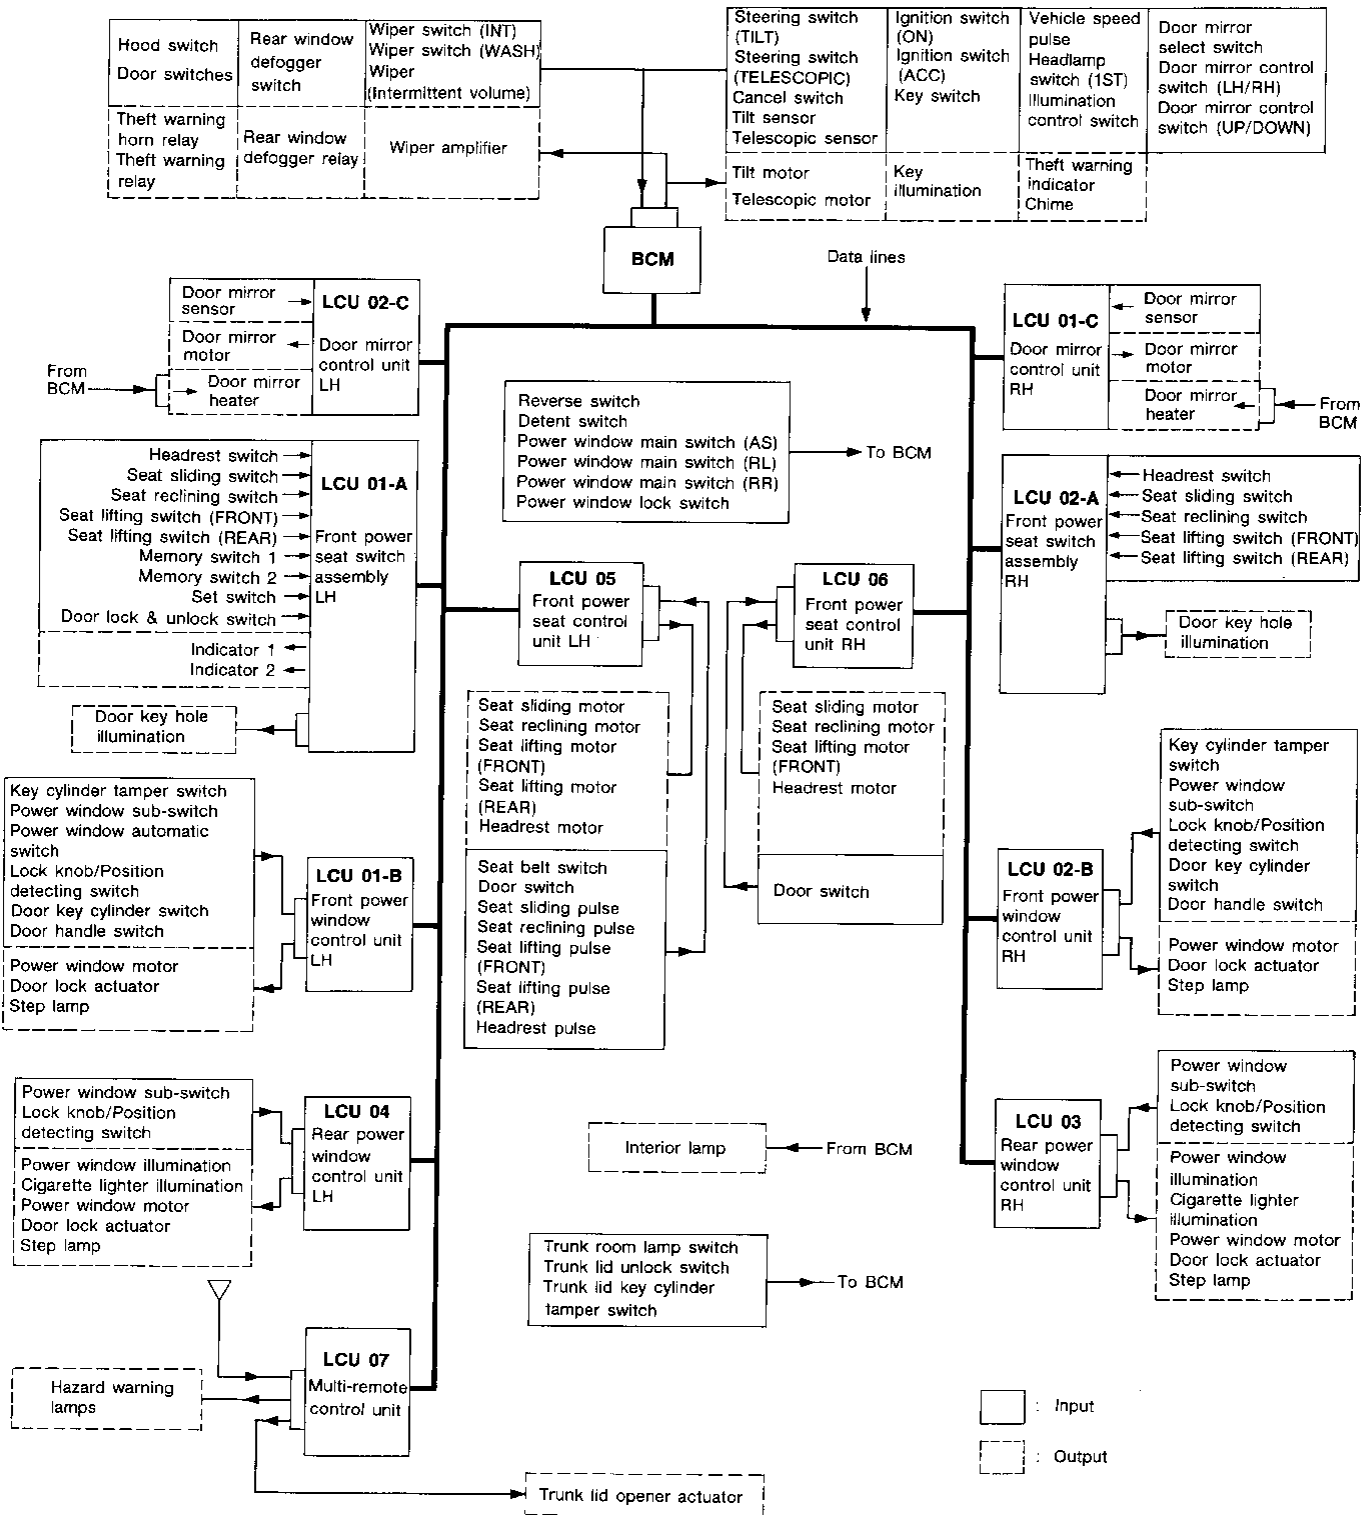 Hood switch
Door switches
Rear window
defogger
switch
Wiper switch (INT)
Wiper switch (WASH)
Wiper
(Intermittent volume)
Theft warning
horn relay
Theft warning
relay
Rear window
defogger relay
Wiper amplifier
Steering switch
(TILT)
Steering switch
(TELESCOPIC)
Cancel switch
Tilt sensor
Telescopic sensor
Ignition switch
(ON)
Ignition switch
(ACC)
Key switch
Vehicle speed
pulse
Headlamp
switch (1ST)
Illumination
control switch
Door mirror
select switch
Door mirror control
switch (LH/RH)
Door mirror control
switch (UP/DOWN)
Tilt motor
Telescopic motor
Key
illumination
Theft warning
indicator
Chime
BCM
Data lines
Door mirror
sensor
Door mirror
motor
Door mirror
heater
From
BCM
LCU 02-C
Door mirror
control unit
LH
LCU 01-C
Door mirror
control unit
RH
Door mirror
sensor
Door mirror
motor
Door mirror
heater
From
BCM
Reverse switch
Detent switch
Power window main switch (AS)
Power window main switch (RL)
Power window main switch (RR)
Power window lock switch
To BCM
Headrest switch
Seat sliding switch
Seat reclining switch
Seat lifting switch (FRONT)
Seat lifting switch (REAR)
Memory switch 1
Memory switch 2
Set switch
Door lock & unlock switch
Indicator 1
Indicator 2
Door key hole
illumination
LCU 01-A
Front power
seat switch
assembly
LH
LCU 02-A
Front power
seat switch
assembly
RH
Headrest switch
Seat sliding switch
Seat reclining switch
Seat lifting switch (FRONT)
Seat lifting switch (REAR)
Door key hole
illumination
LCU 05
Front power
seat control
unit LH
LCU 06
Front power
seat control
unit RH
Seat sliding motor
Seat reclining motor
Seat lifting motor
(FRONT)
Seat lifting motor
(REAR)
Headrest motor
Seat belt switch
Door switch
Seat sliding pulse
Seat reclining pulse
Seat lifting pulse
(FRONT)
Seat lifting pulse
(REAR)
Headrest pulse
Seat sliding motor
Seat reclining motor
Seat lifting motor
(FRONT)
Headrest motor
Door switch
Key cylinder tamper switch
Power window sub-switch
Power window automatic
switch
Lock knob/Position
detecting switch
Door key cylinder switch
Door handle switch
Power window motor
Door lock actuator
Step lamp
LCU 01-B
Front power
window
control unit
LH
LCU 02-B
Front power
window
control unit
RH
Key cylinder tamper
switch
Power window
sub-switch
Lock knob/Position
detecting switch
Door key cylinder
switch
Door handle switch
Power window motor
Door lock actuator
Step lamp
Power window sub-switch
Lock knob/Position
detecting switch
Power window illumination
Cigarette lighter illumination
Power window motor
Door lock actuator
Step lamp
LCU 04
Rear power
window
control unit
LH
Interior lamp
From BCM
LCU 03
Rear power
window
control unit
RH
Power window
sub-switch
Lock knob/Position
detecting switch
Power window
illumination
Cigarette lighter
illumination
Power window motor
Door lock actuator
Step lamp
Trunk room lamp switch
Trunk lid unlock switch
Trunk lid key cylinder
tamper switch
To BCM
LCU 07
Multi-remote
control unit
Hazard warning
lamps
Trunk lid opener actuator
: Input
: Output